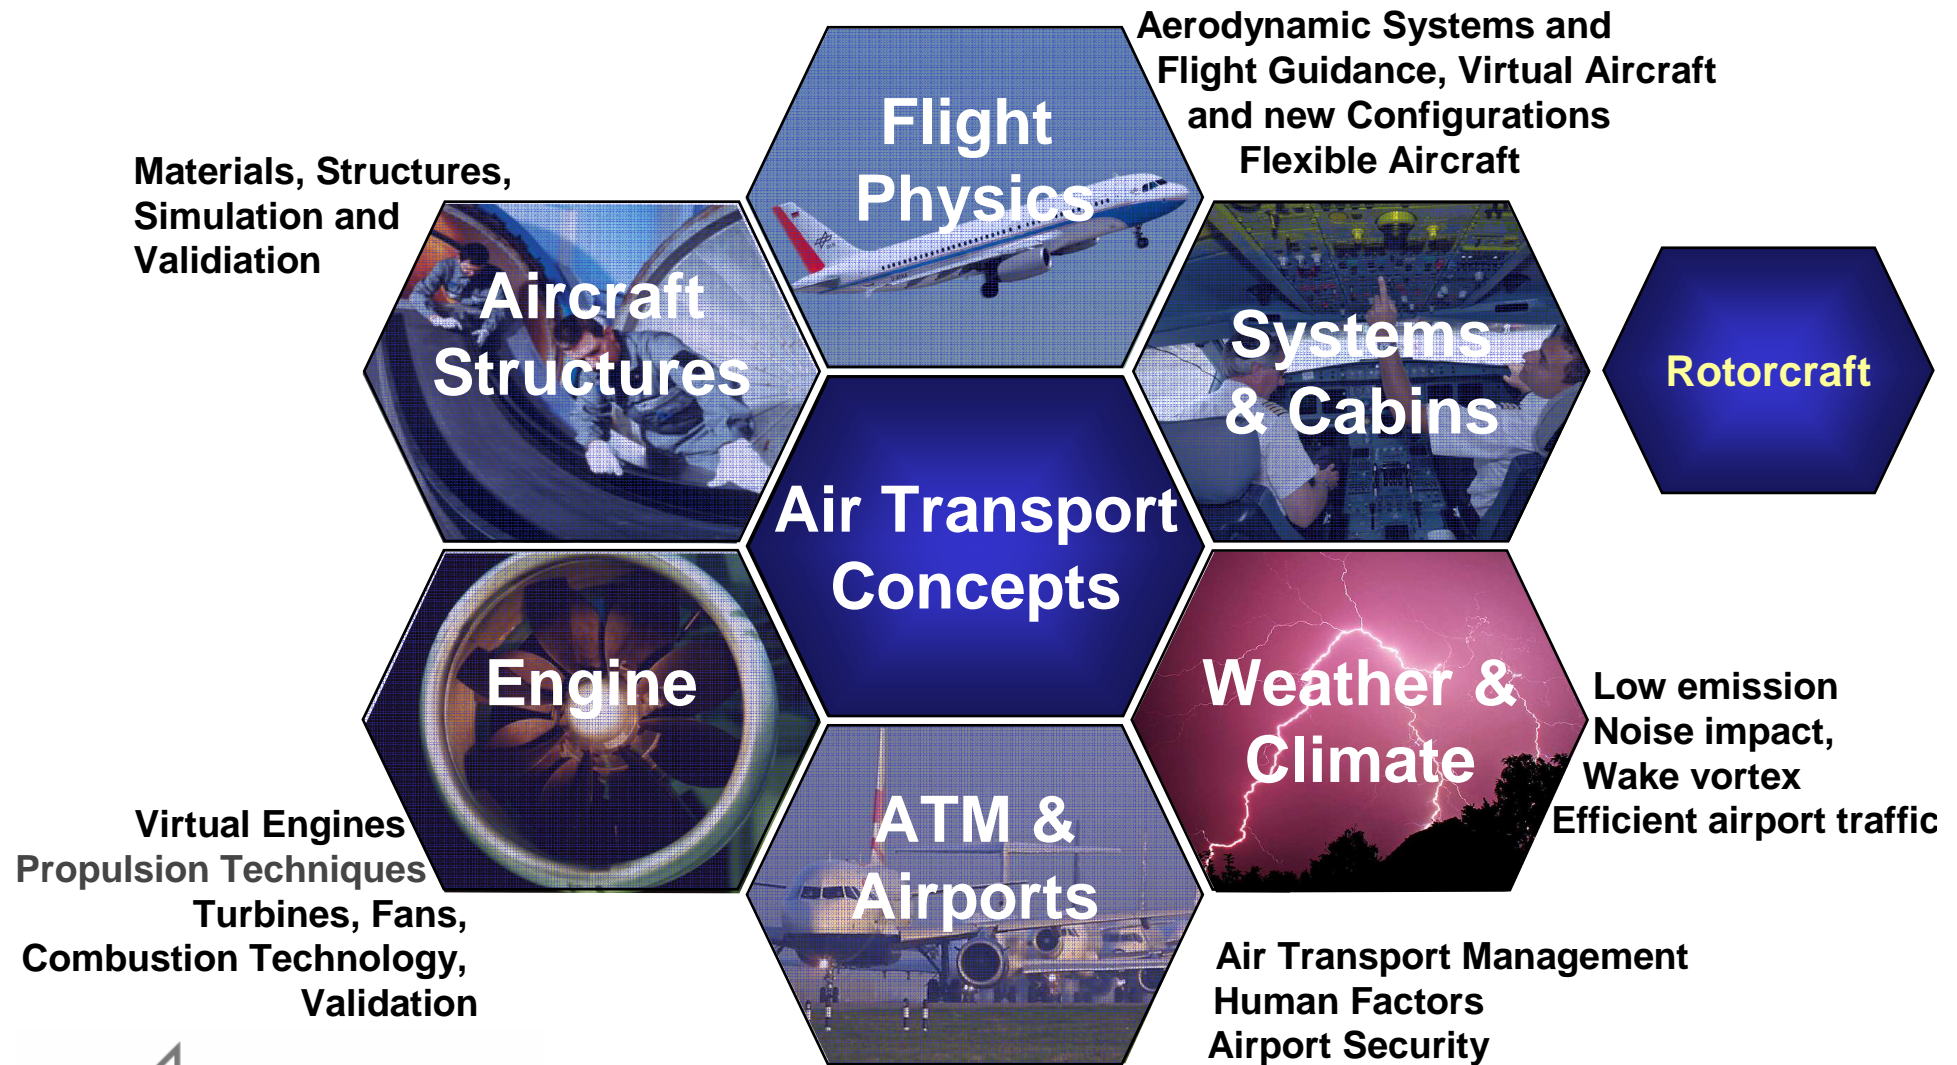 Aerodynamic Systems and
Flight Guidance, Virtual Aircraft
and new Configurations
Flexible Aircraft
Flight
Physics
Materials, Structures,
Simulation and
Validiation
Aircraft
Structures
Systems
& Cabins
Rotorcraft
Air Transport
Concepts
Engine
Weather &
Climate
Low emission
Noise impact,
Wake vortex
Efficient airport traffic
Virtual Engines
Propulsion Techniques
Turbines, Fans,
Combustion Technology,
Validation
ATM &
Airports
Air Transport Management
Human Factors
Airport Security